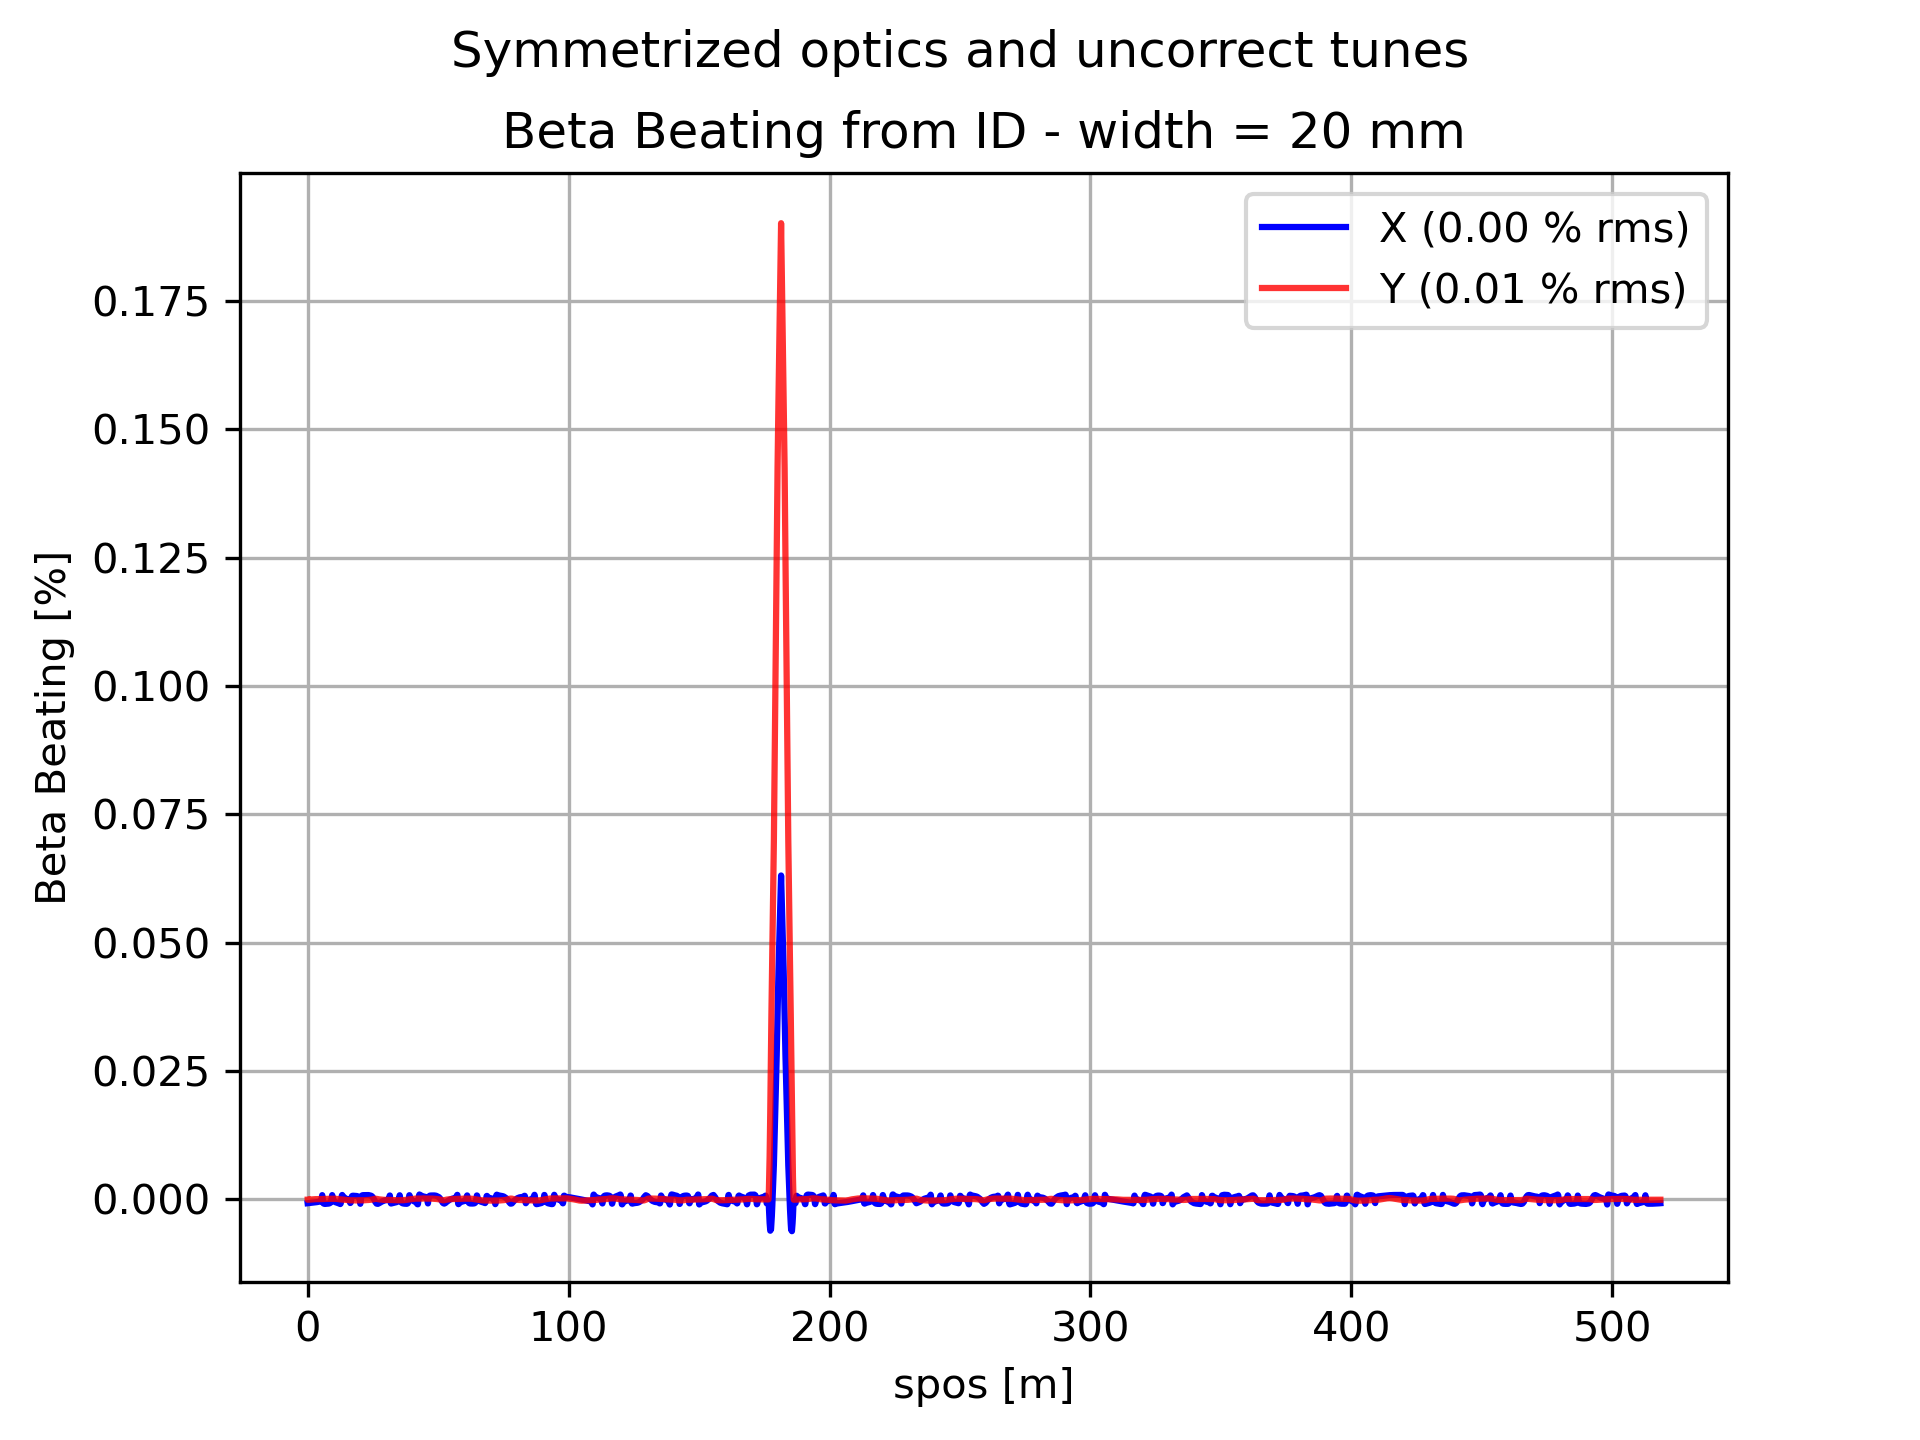 Symmetrized optics and uncorrect tunes
Beta Beating from ID - width = 20 mm
X (0.00 % rms)
Y (0.01 % rms)
Beta Beating [%]
0.175
0.150
0.125
0.100
0.075
0.050
0.025
0.000
0 100 200 300 400 500
spos [m]